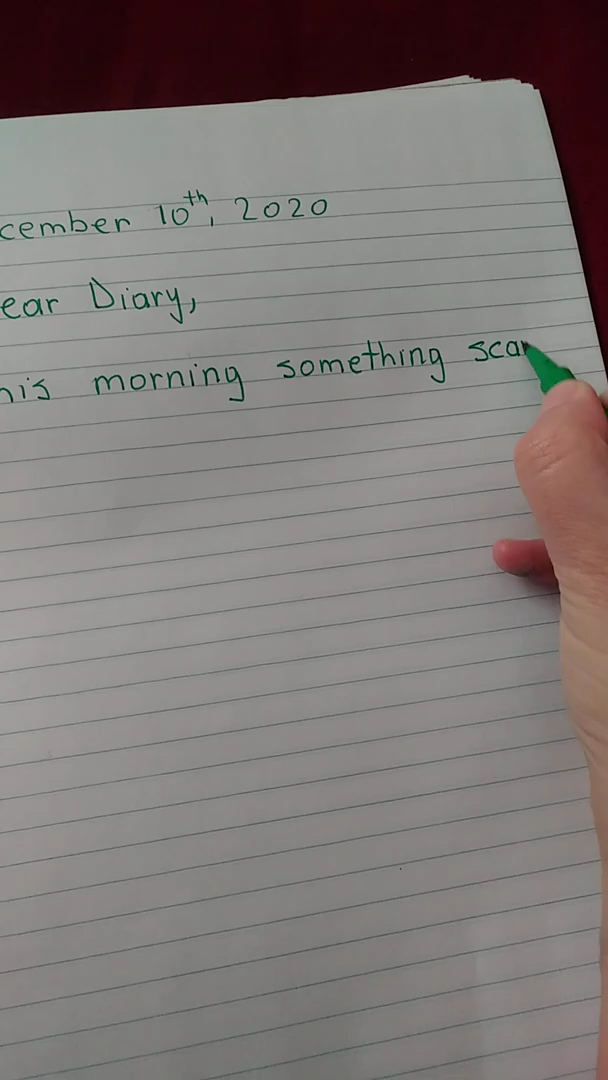 cember 10th, 2020
ear Diary,
his morning something sca